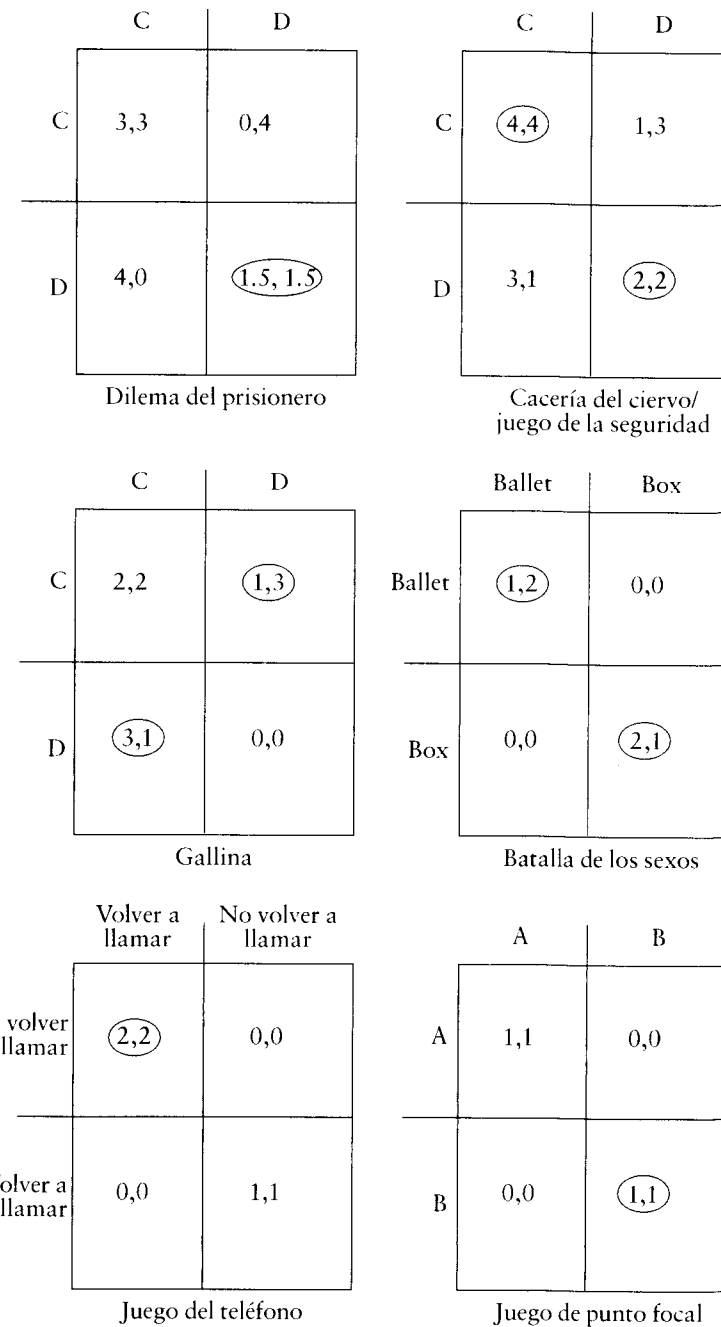 C D
C 3,3 0,4
D 4,0 1.5, 1.5
Dilema del prisionero
C D
C 4,4 1,3
D 3,1 2,2
Cacería del ciervo/
juego de la seguridad
C D
C 2,2 1,3
D 3,1 0,0
Gallina
Ballet Box
Ballet 1,2 0,0
Box 0,0 2,1
Batalla de los sexos
Volver a No volver a
llamar llamar
volver
llamar 2,2 0,0
olver a
llamar 0,0 1,1
Juego del teléfono
A B
A 1,1 0,0
B 0,0 1,1
Juego de punto focal